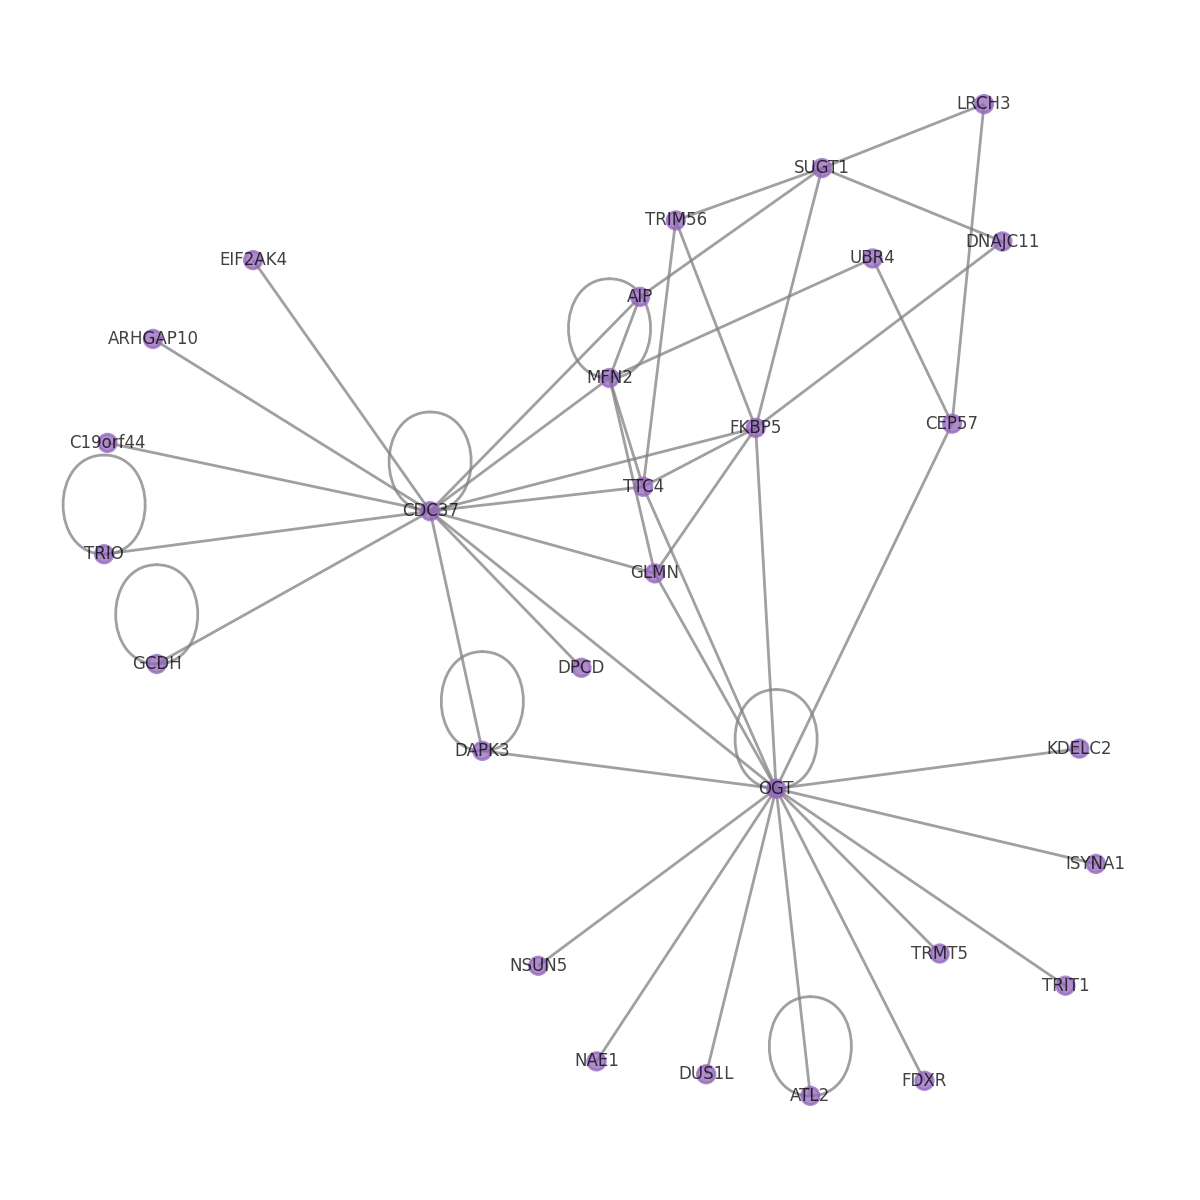 LRCH3
SUGT1
TRIM56
DNAJC11
UBR4
EIF2AK4
AIP
ARHGAP10
MFN2
FKBP5
CEP57
C19orf44
TTC4
CDC37
TRIO
GLMN
GCDH
DPCD
DAPK3
KDELC2
OGT
ISYNA1
TRMT5
NSUN5
TRIT1
NAE1
DUS1L
FDXR
ATL2